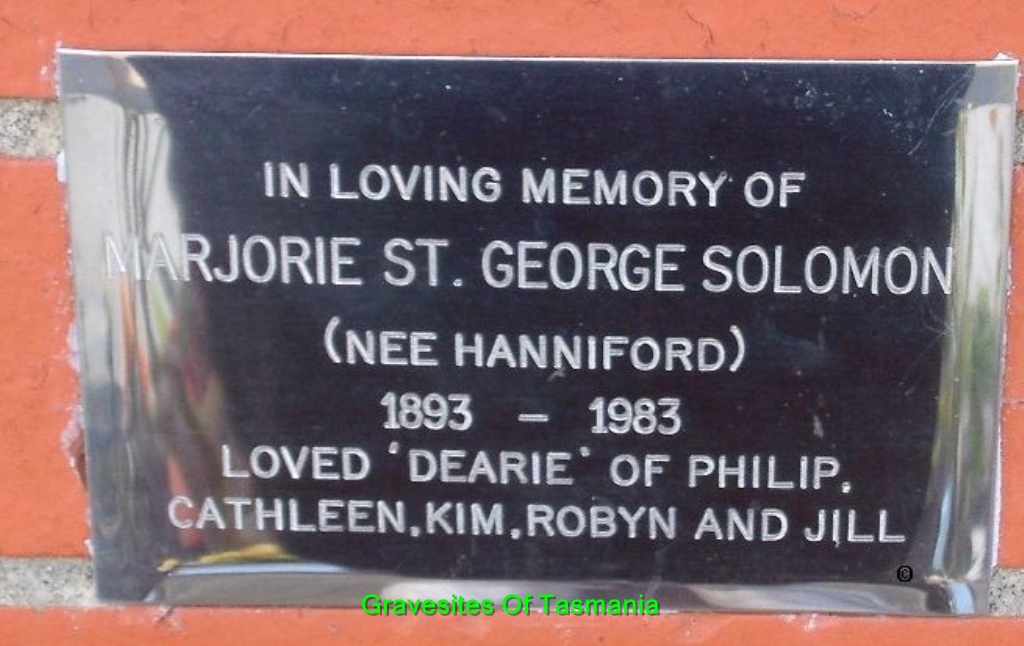 IN LOVING MEMORY OF
MARJORIE ST. GEORGE SOLOMON
(NEE HANNIFORD)
1893 - 1983
LOVED 'DEARIE' OF PHILIP,
CATHLEEN, KIM, ROBYN AND JILL
©
Gravesites Of Tasmania